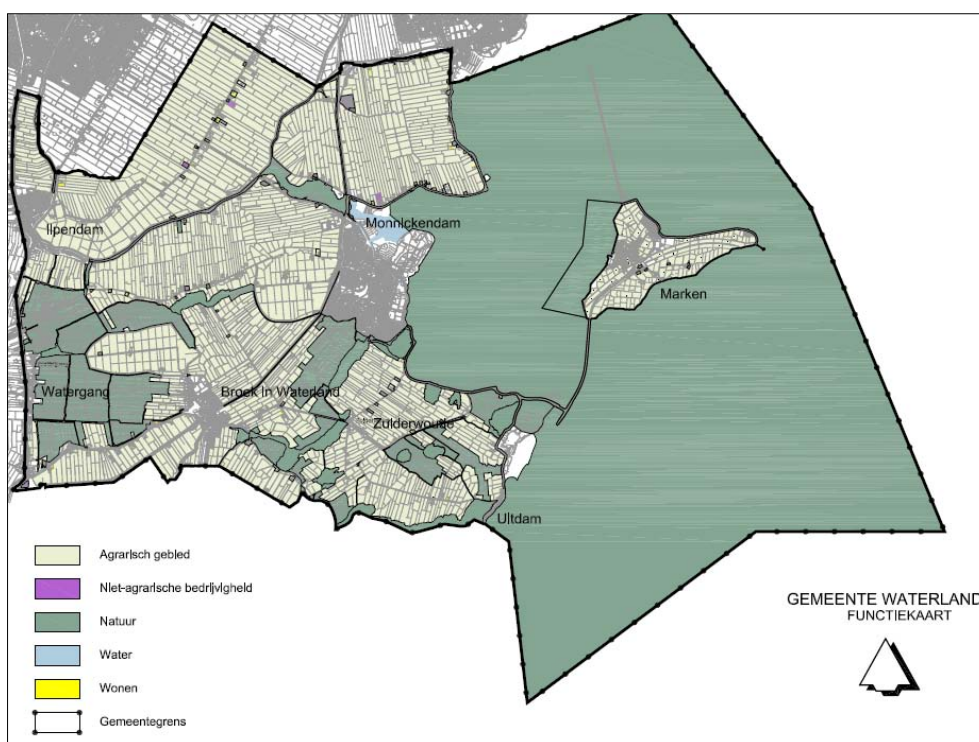 Ilpendam
Monnickendam
Marken
Watergang
Broek in Waterland
Zuiderwoude
Uitdam
Agrarisch gebied
Niet-agrarische bedrijvigheid
Natuur
Water
Wonen
Gemeentegrens
GEMEENTE WATERLAND
FUNCTIEKAART